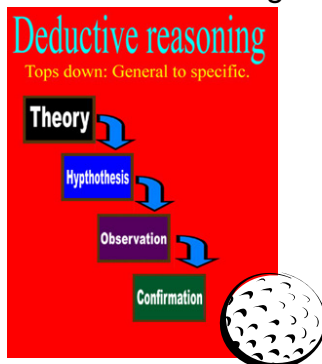 Deductive reasoning
Tops down: General to specific.
Theory
Hypthothesis
Observation
Confirmation